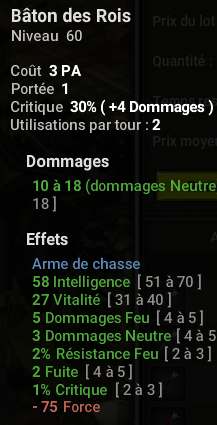 Bâton des Rois
Niveau 60
Prix du lot
Coût 3 PA
Portée 1
Quantité :
Critique 30% ( +4 Dommages )
Utilisations par tour : 2
Prix moyen
Dommages
10 à 18 (dommages Neutre
18 ]
Effets
Arme de chasse
58 Intelligence [ 51 à 70 ]
27 Vitalité [ 31 à 40 ]
5 Dommages Feu [ 4 à 5 ]
3 Dommages Neutre [ 4 à 5
2% Résistance Feu [ 2 à 3 ]
2 Fuite [ 4 à 5 ]
1% Critique [ 2 à 3 ]
- 75 Force